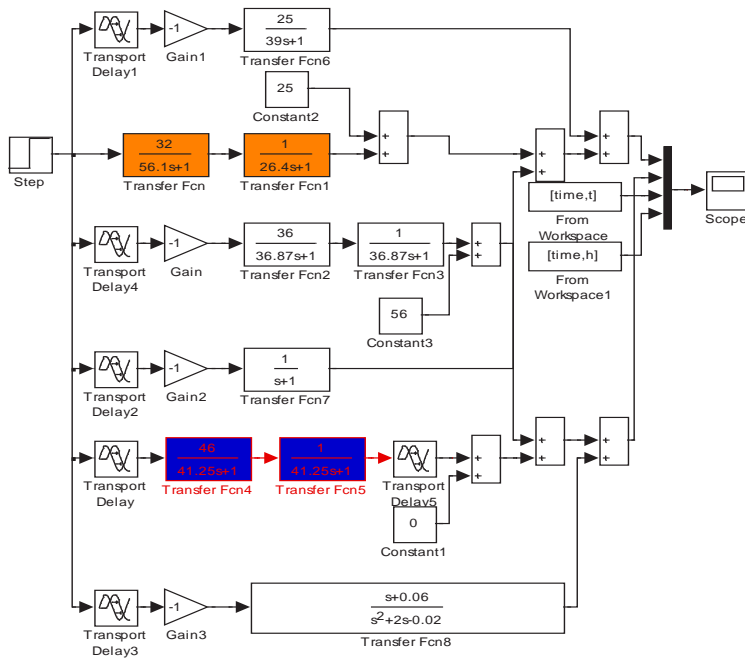 -1
25
39s+1
Transport
Delay1
Gain1
Transfer Fcn6
25
Constant2
Step
32
56.1s+1
Transfer Fcn
1
26.4s+1
Transfer Fcn1
+
+
+
+
+
+
[time,t]
From
Workspace
[time,h]
From
Workspace1
Scope
Transport
Delay4
-1
Gain
36
36.87s+1
Transfer Fcn2
1
36.87s+1
Transfer Fcn3
+
+
56
Constant3
Transport
Delay2
-1
Gain2
1
s+1
Transfer Fcn7
Transport
Delay
46
41.25s+1
Transfer Fcn4
1
41.25s+1
Transfer Fcn5
Transport
Delay5
+
+
+
+
+
+
0
Constant1
Transport
Delay3
-1
Gain3
s+0.06
s²+2s-0.02
Transfer Fcn8